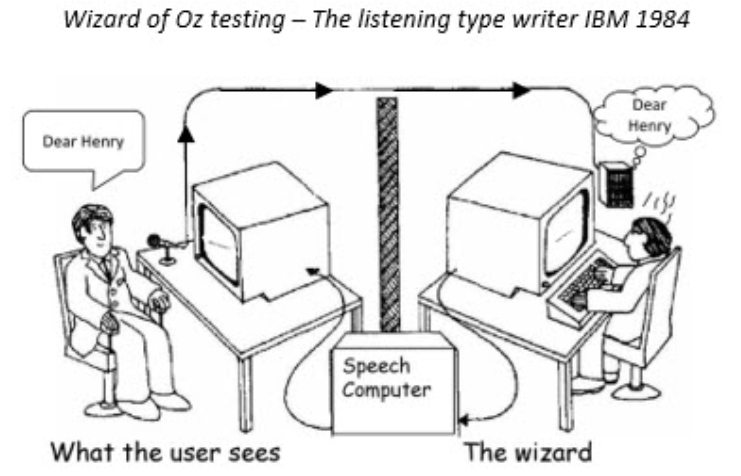 Wizard of Oz testing – The listening type writer IBM 1984
Dear Henry
Dear
Henry
Speech
Computer
What the user sees
The wizard